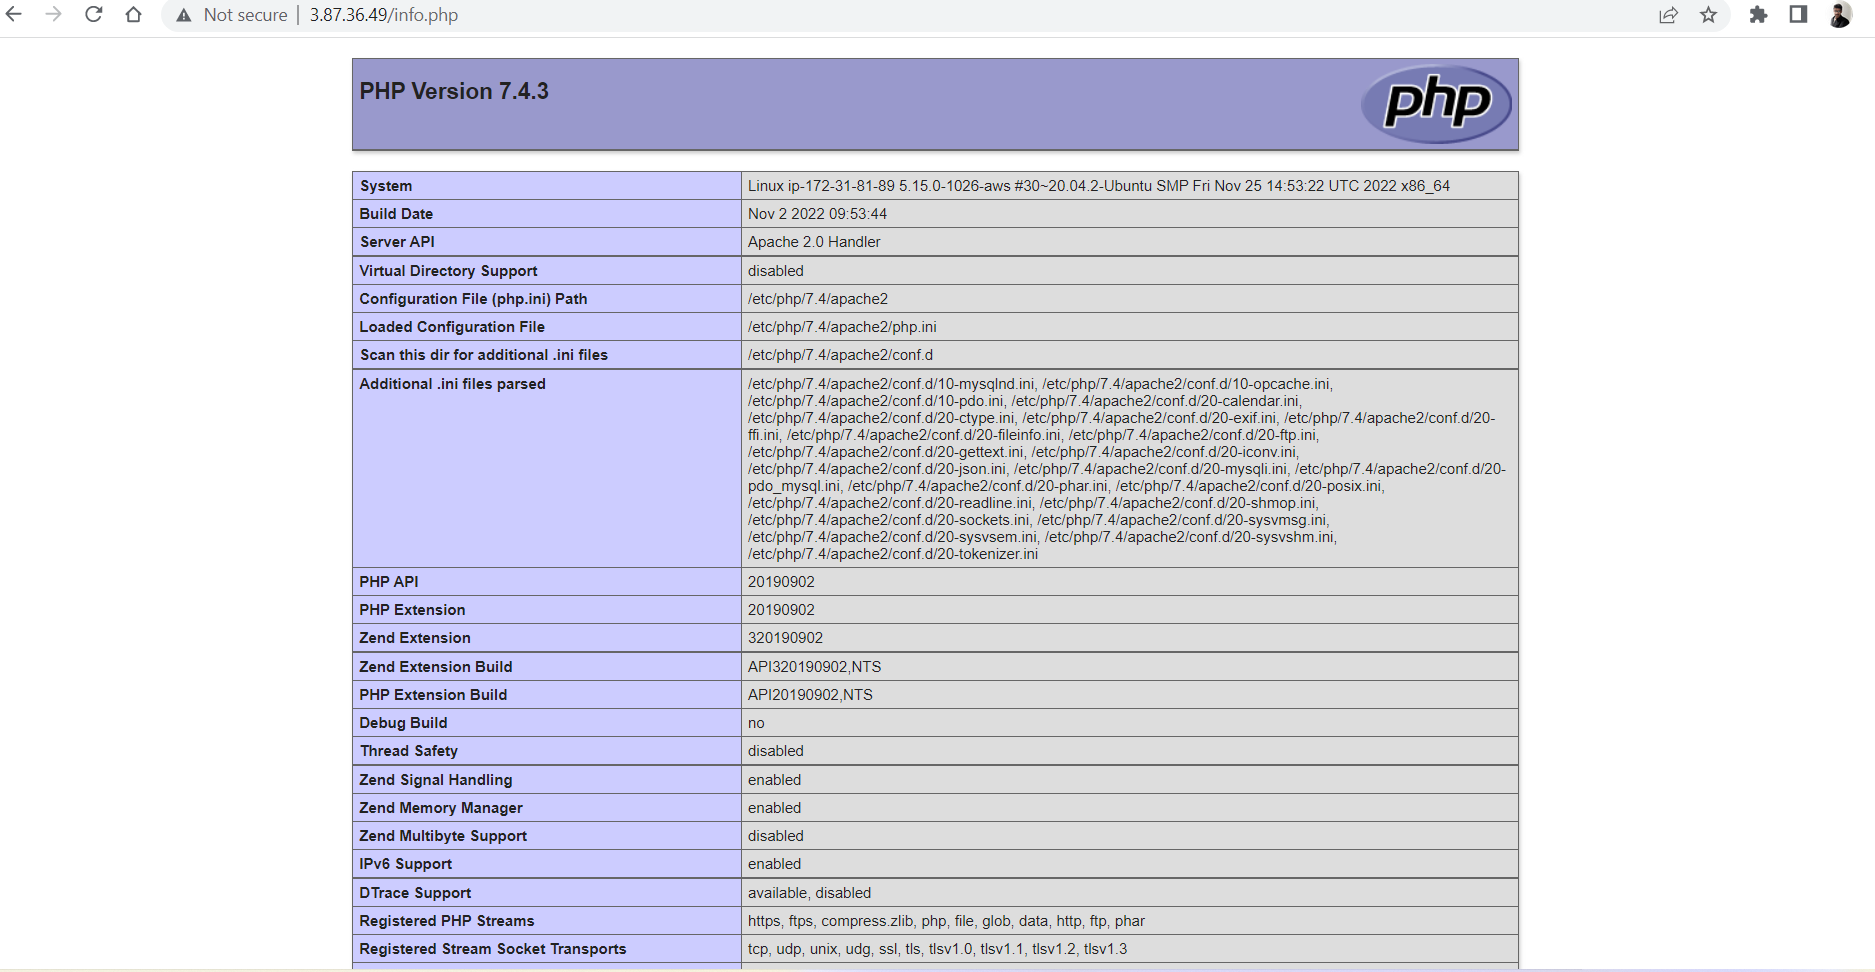 Not secure | 3.87.36.49/info.php
PHP Version 7.4.3
php
System Linux ip-172-31-81-89 5.15.0-1026-aws #30~20.04.2-Ubuntu SMP Fri Nov 25 14:53:22 UTC 2022 x86_64
Build Date Nov 2 2022 09:53:44
Server API Apache 2.0 Handler
Virtual Directory Support disabled
Configuration File (php.ini) Path /etc/php/7.4/apache2
Loaded Configuration File /etc/php/7.4/apache2/php.ini
Scan this dir for additional .ini files /etc/php/7.4/apache2/conf.d
Additional .ini files parsed /etc/php/7.4/apache2/conf.d/10-mysqlnd.ini, /etc/php/7.4/apache2/conf.d/10-opcache.ini,
/etc/php/7.4/apache2/conf.d/10-pdo.ini, /etc/php/7.4/apache2/conf.d/20-calendar.ini,
/etc/php/7.4/apache2/conf.d/20-ctype.ini, /etc/php/7.4/apache2/conf.d/20-exif.ini, /etc/php/7.4/apache2/conf.d/20-
ffi.ini, /etc/php/7.4/apache2/conf.d/20-fileinfo.ini, /etc/php/7.4/apache2/conf.d/20-ftp.ini,
/etc/php/7.4/apache2/conf.d/20-gettext.ini, /etc/php/7.4/apache2/conf.d/20-iconv.ini,
/etc/php/7.4/apache2/conf.d/20-json.ini, /etc/php/7.4/apache2/conf.d/20-mysqli.ini, /etc/php/7.4/apache2/conf.d/20-
pdo_mysql.ini, /etc/php/7.4/apache2/conf.d/20-phar.ini, /etc/php/7.4/apache2/conf.d/20-posix.ini,
/etc/php/7.4/apache2/conf.d/20-readline.ini, /etc/php/7.4/apache2/conf.d/20-shmop.ini,
/etc/php/7.4/apache2/conf.d/20-sockets.ini, /etc/php/7.4/apache2/conf.d/20-sysvmsg.ini,
/etc/php/7.4/apache2/conf.d/20-sysvsem.ini, /etc/php/7.4/apache2/conf.d/20-sysvshm.ini,
/etc/php/7.4/apache2/conf.d/20-tokenizer.ini
PHP API 20190902
PHP Extension 20190902
Zend Extension 320190902
Zend Extension Build API320190902,NTS
PHP Extension Build API20190902,NTS
Debug Build no
Thread Safety disabled
Zend Signal Handling enabled
Zend Memory Manager enabled
Zend Multibyte Support disabled
IPv6 Support enabled
DTrace Support available, disabled
Registered PHP Streams https, ftps, compress.zlib, php, file, glob, data, http, ftp, phar
Registered Stream Socket Transports tcp, udp, unix, udg, ssl, tls, tlsv1.0, tlsv1.1, tlsv1.2, tlsv1.3